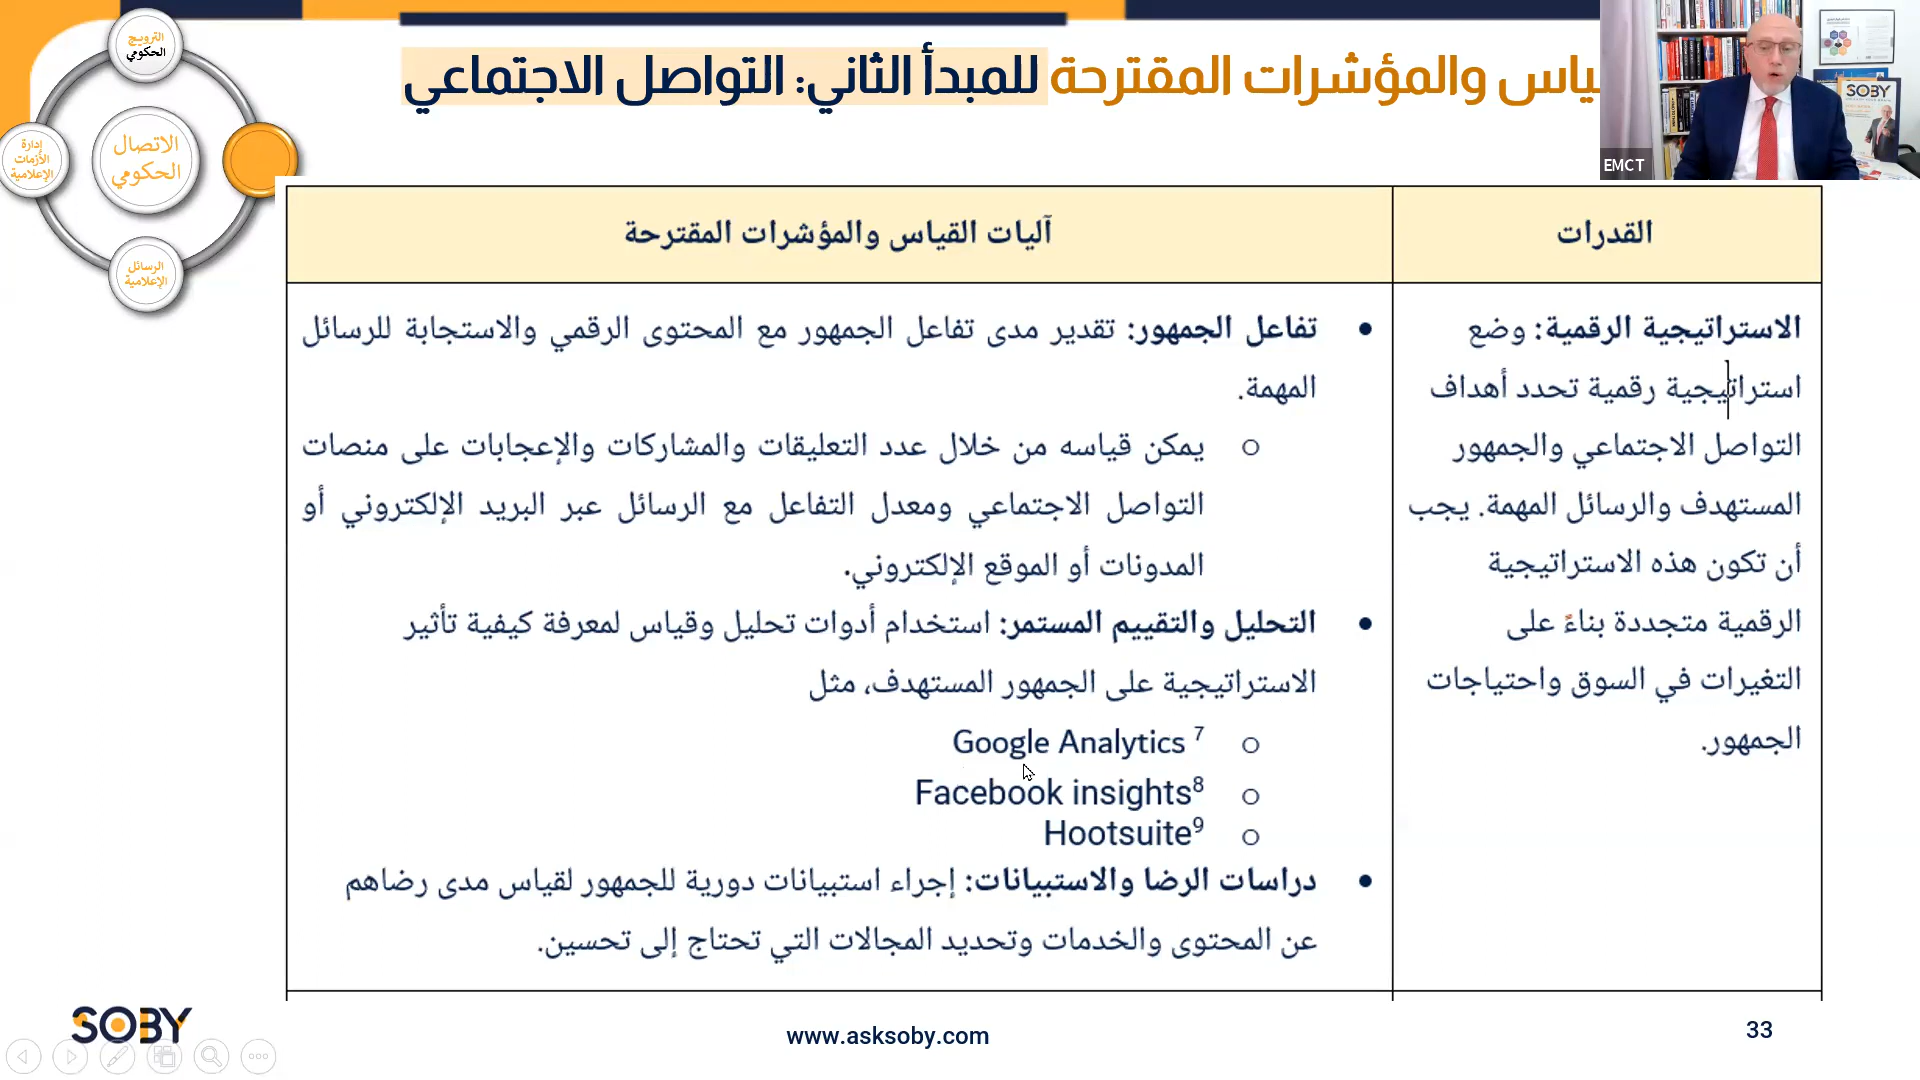 والمؤشرات المقترحة للمبدأ الثاني: التواصل الاجتماعي
الترويج
الحكومي
الاتصال
الحكومي
إدارة
الأزمات
الإعلامية
الرسائل
الإعلامية
SOBY
EMCT
القدرات
آليات القياس والمؤشرات المقترحة
الاستراتيجية الرقمية: وضع
استراتيجية رقمية تحدد أهداف
التواصل الاجتماعي والجمهور
المستهدف والرسائل المهمة. يجب
أن تكون هذه الاستراتيجية
الرقمية متجددة بناءً على
التغيرات في السوق واحتياجات
الجمهور.
• تفاعل الجمهور: تقدير مدى تفاعل الجمهور مع المحتوى الرقمي والاستجابة للرسائل
المهمة.
o يمكن قياسه من خلال عدد التعليقات والمشاركات والإعجابات على منصات
التواصل الاجتماعي ومعدل التفاعل مع الرسائل عبر البريد الإلكتروني أو
المدونات أو الموقع الإلكتروني.
• التحليل والتقييم المستمر: استخدام أدوات تحليل وقياس لمعرفة كيفية تأثير
الاستراتيجية على الجمهور المستهدف، مثل
o Google Analytics 7
o Facebook insights8
o Hootsuite9
• دراسات الرضا والاستبيانات: إجراء استبيانات دورية للجمهور لقياس مدى رضاهم
عن المحتوى والخدمات وتحديد المجالات التي تحتاج إلى تحسين.
SOBY
www.asksoby.com
33